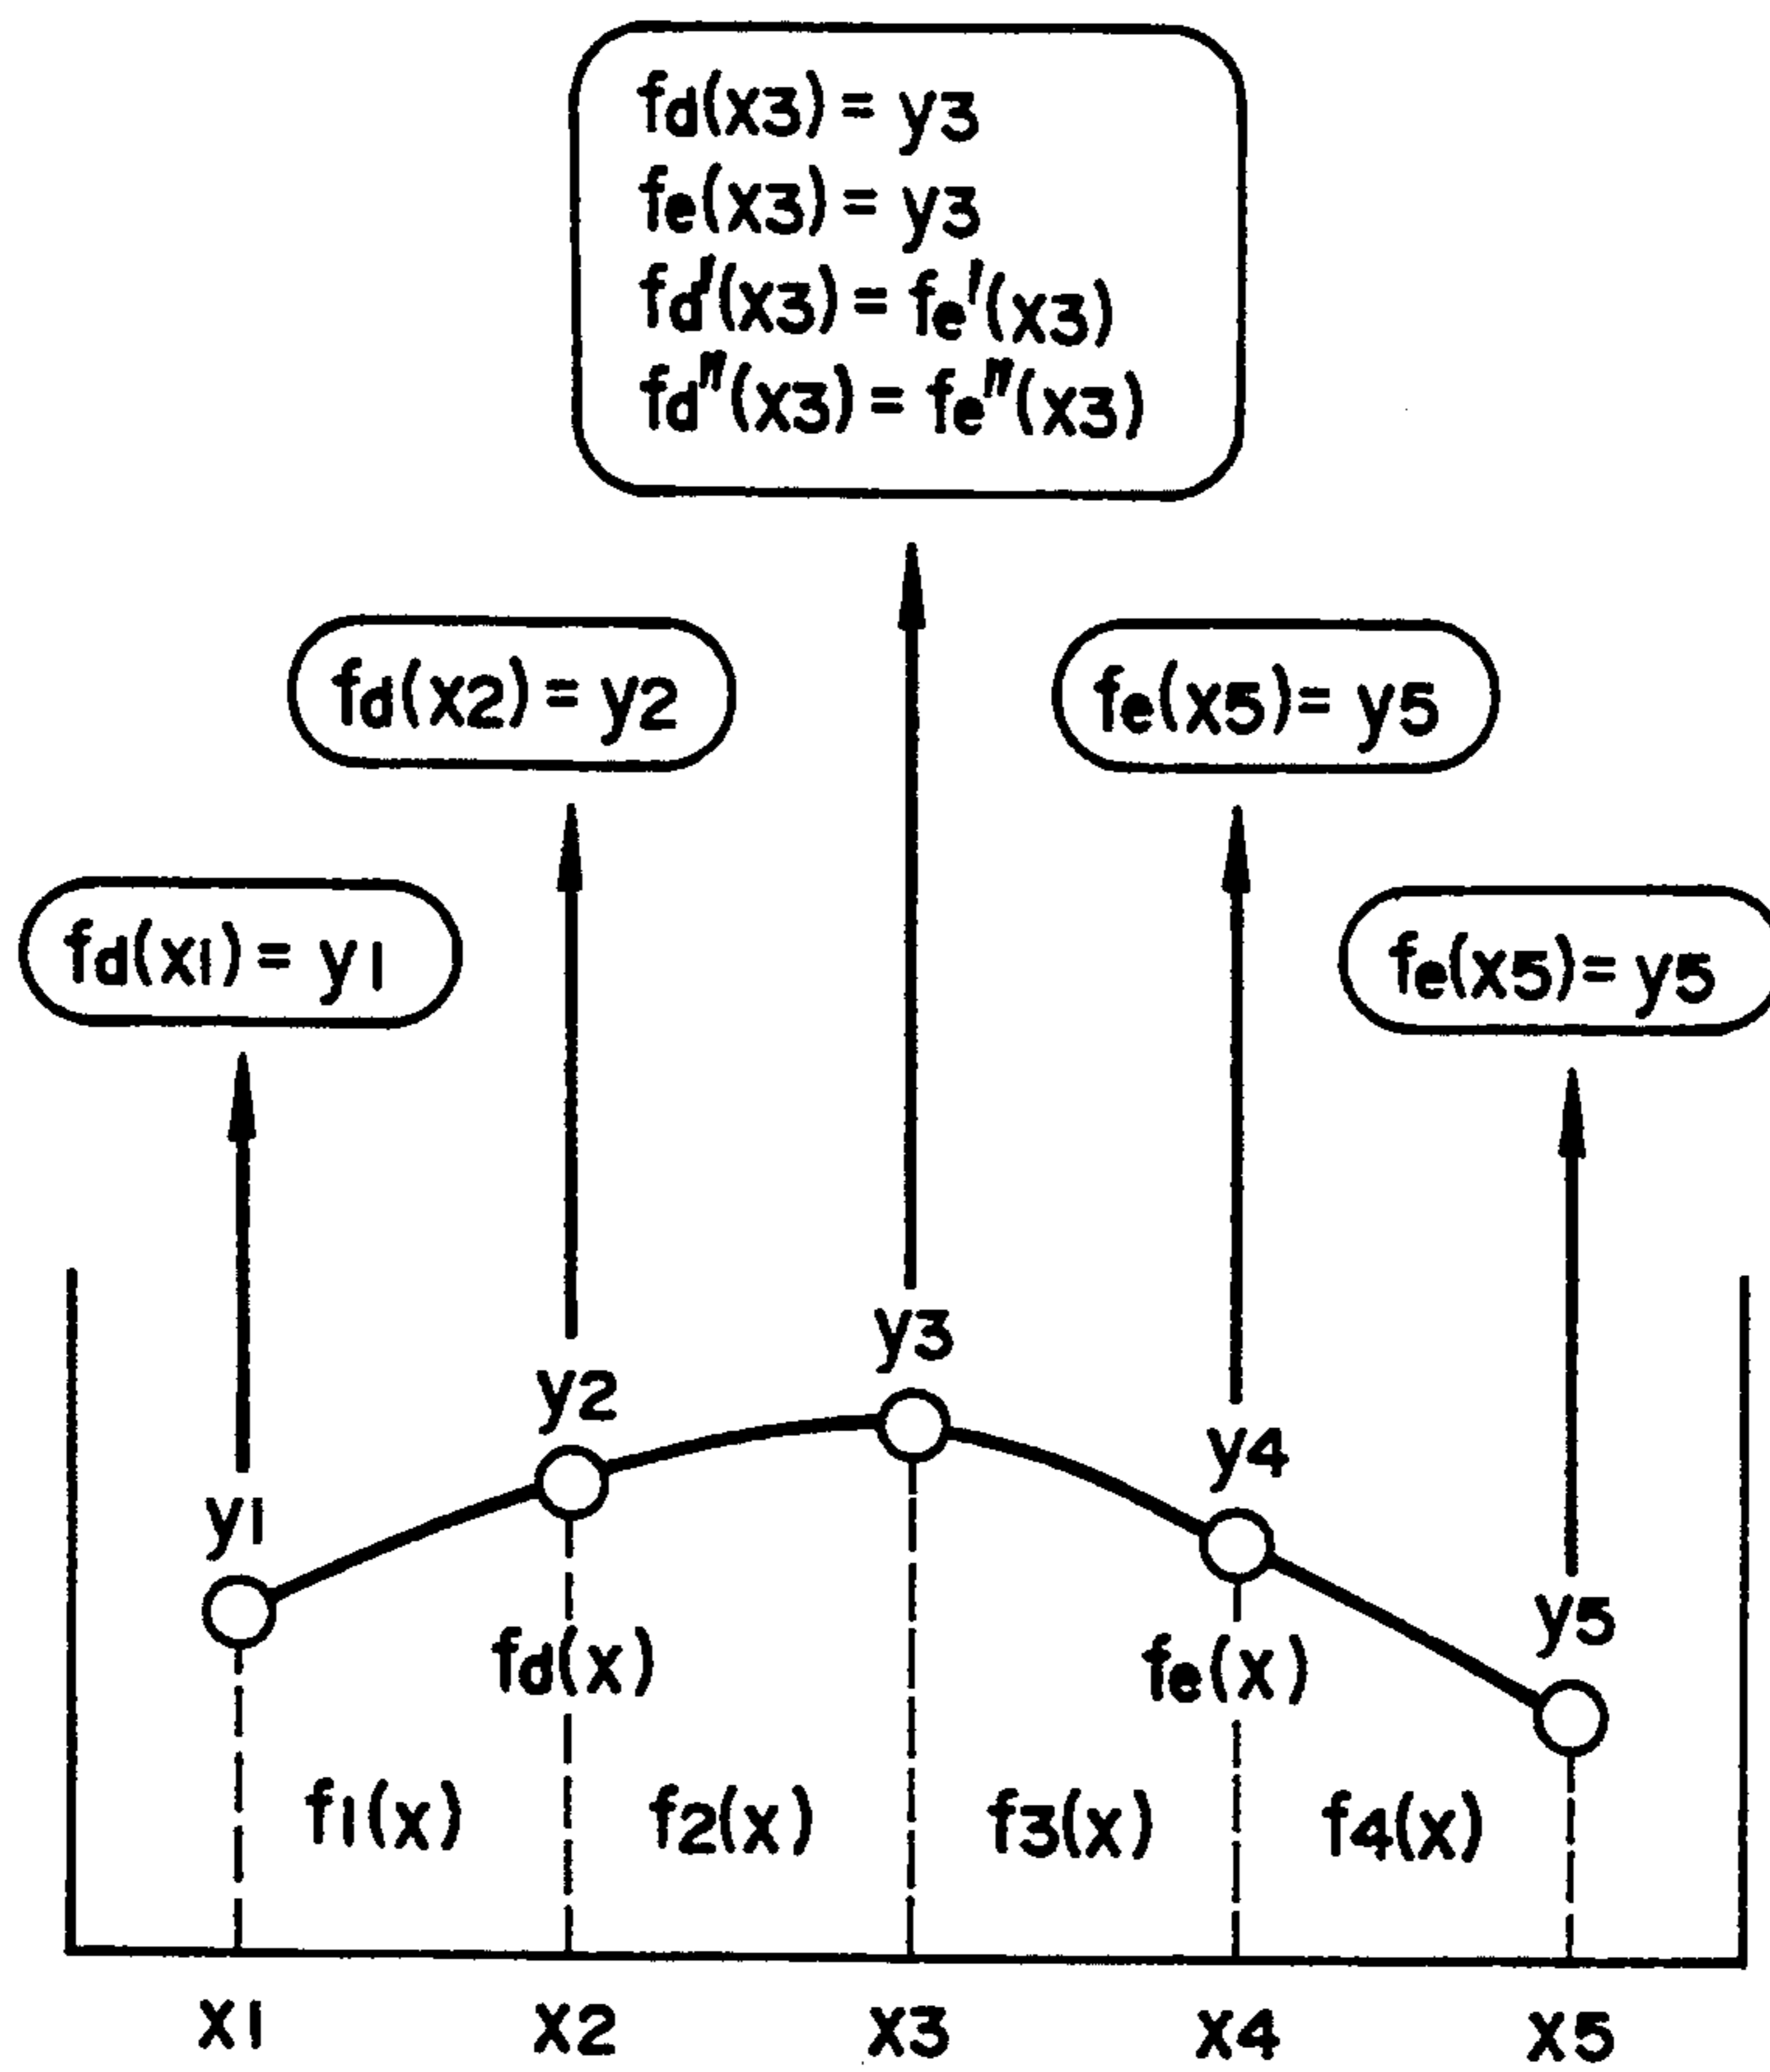 fd(x3) = y3
fe(x3) = y3
fd'(x3) = fe'(x3)
fd"(x3) = fe"(x3)
fd(x2) = y2
fe(x5) = y5
fd(x1) = y1
fe(x5) = y5
y1
y2
y3
y4
y5
fd(x)
fe(x)
f1(x)
f2(x)
f3(x)
f4(x)
x1
x2
x3
x4
x5